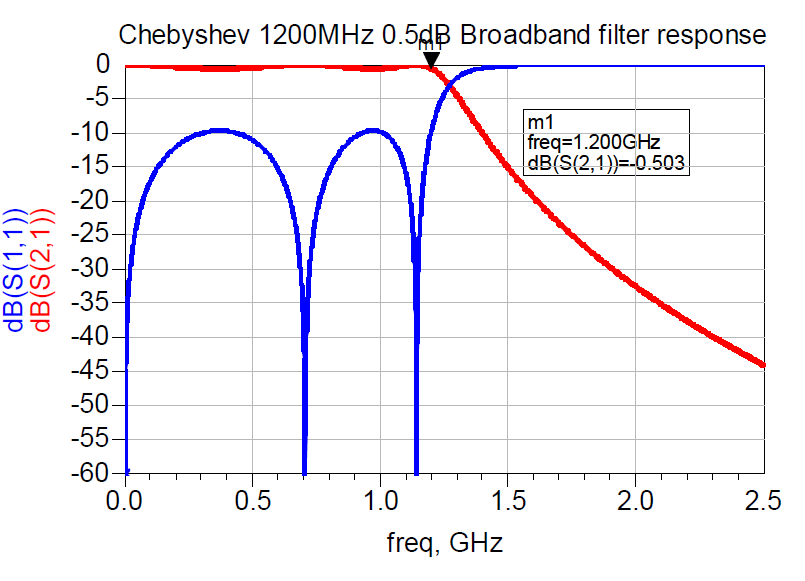 Chebyshev 1200MHz 0.5dB Broadband filter response
m1
m1
freq=1.200GHz
dB(S(2,1))=-0.503
0
-5
-10
-15
-20
-25
-30
-35
-40
-45
-50
-55
-60
dB(S(1,1))
dB(S(2,1))
0.0
0.5
1.0
1.5
2.0
2.5
freq, GHz